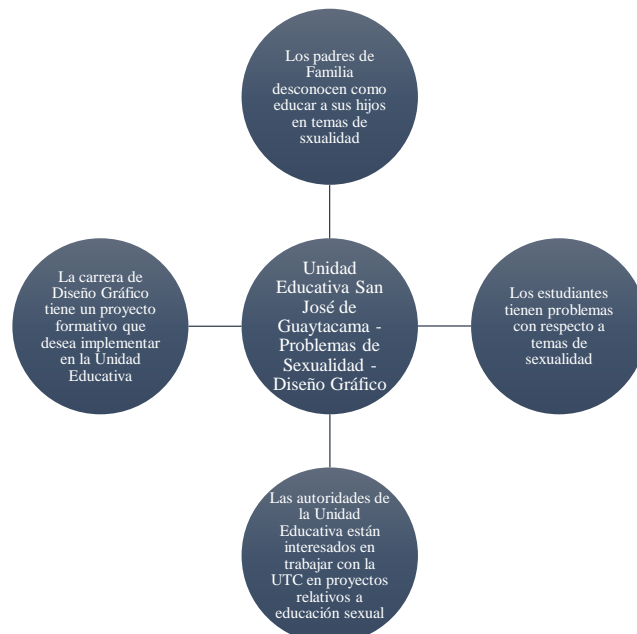 Los padres de
Familia
desconocen como
educar a sus hijos
en temas de
sxualidad
La carrera de
Diseño Gráfico
tiene un proyecto
formativo que
desea implementar
en la Unidad
Educativa
Unidad
Educativa San
José de
Guaytacama -
Problemas de
Sexualidad -
Diseño Gráfico
Los estudiantes
tienen problemas
con respecto a
temas de
sexualidad
Las autoridades de
la Unidad
Educativa están
interesados en
trabajar con la
UTC en proyectos
relativos a
educación sexual